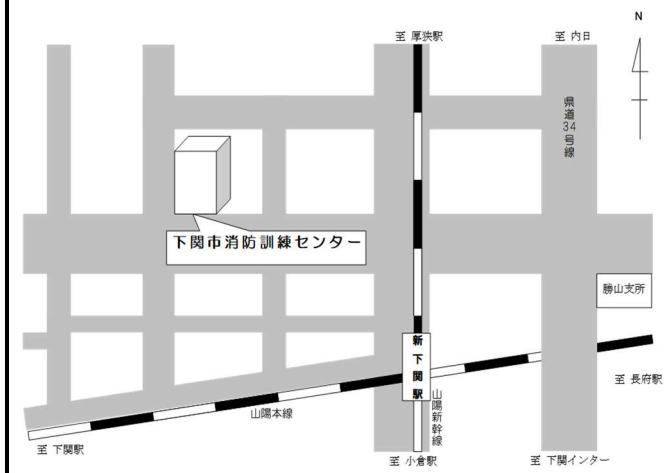 至 厚狭駅
至 内日
N
県道34号線
下関市消防訓練センター
勝山支所
新下関駅
山陽新幹線
山陽本線
至 長府駅
至 下関駅
至 小倉駅
至 下関インター